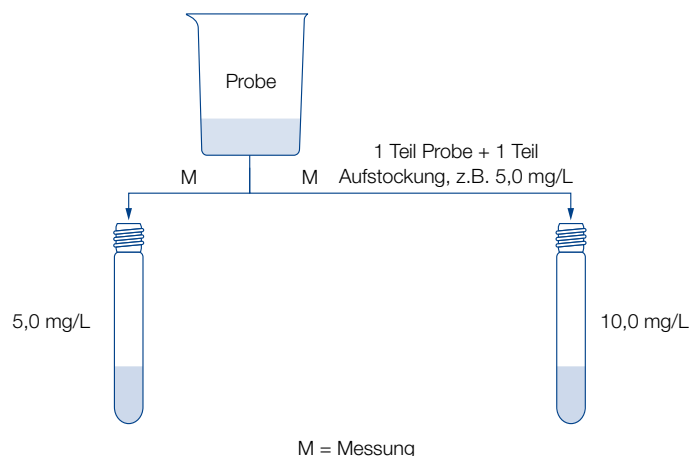 Probe
1 Teil Probe + 1 Teil
M
M
Aufstockung, z.B. 5,0 mg/L
5,0 mg/L
10,0 mg/L
M = Messung